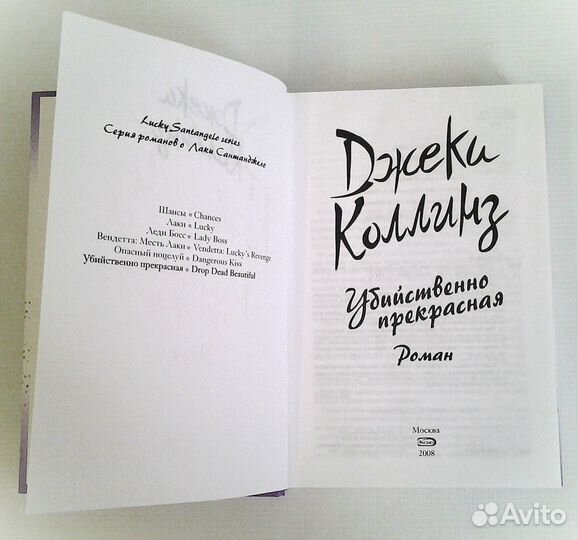 Lucky Santangelo series
Серия романов о Лаки Сантанджело
Шансы ⋄ Chances
Лаки ⋄ Lucky
Леди Босс ⋄ Lady Boss
Вендетта: Месть Лаки ⋄ Vendetta: Lucky's Revenge
Опасный поцелуй ⋄ Dangerous Kiss
Убийственно прекрасная ⋄ Drop Dead Beautiful
Джеки
Коллинз
Убийственно
прекрасная
Роман
Москва
ЭКСМО
2008
Avito